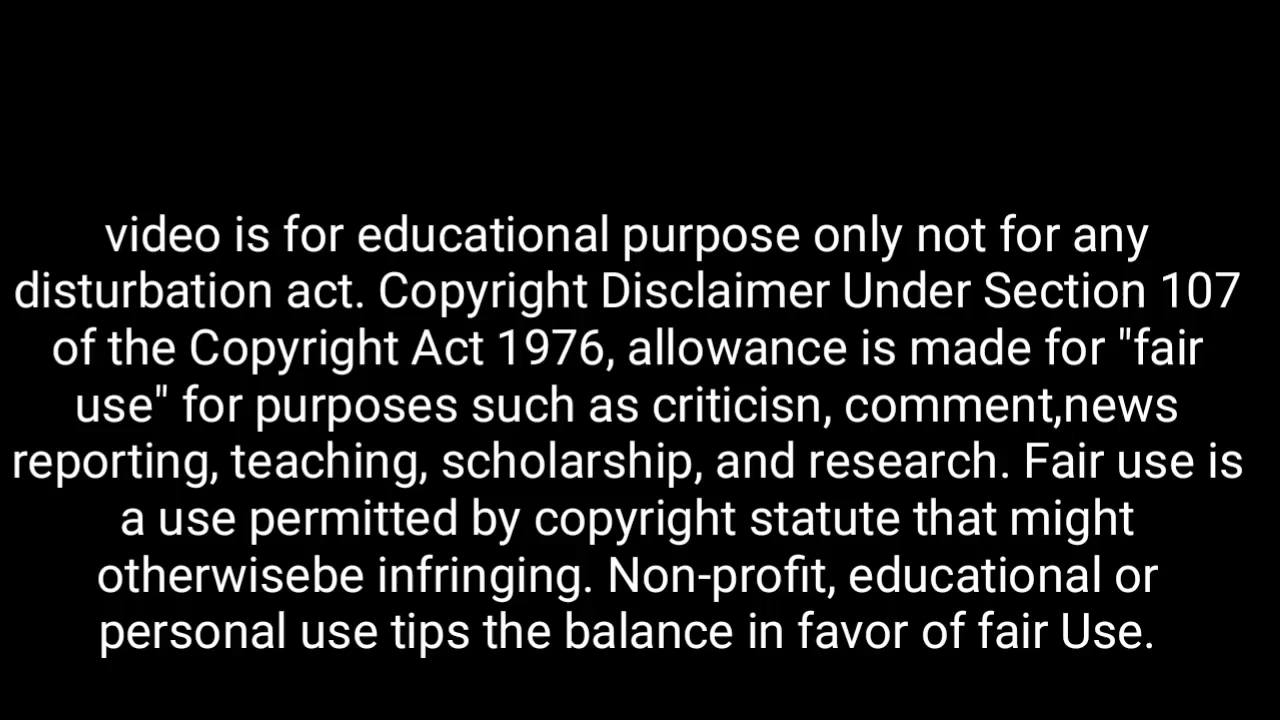 video is for educational purpose only not for any
disturbation act. Copyright Disclaimer Under Section 107
of the Copyright Act 1976, allowance is made for "fair
use" for purposes such as criticisn, comment,news
reporting, teaching, scholarship, and research. Fair use is
a use permitted by copyright statute that might
otherwisebe infringing. Non-profit, educational or
personal use tips the balance in favor of fair Use.